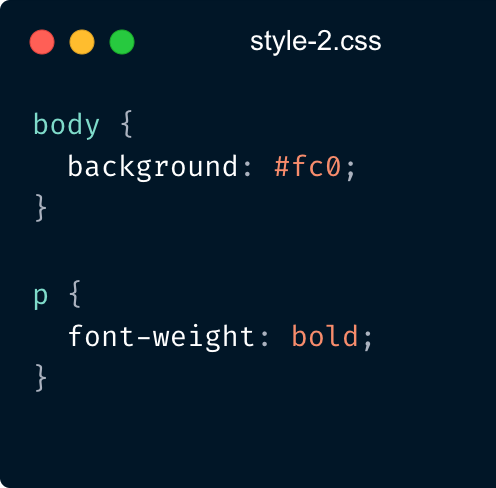 style-2.css
body {
  background: #fc0;
}
p {
  font-weight: bold;
}